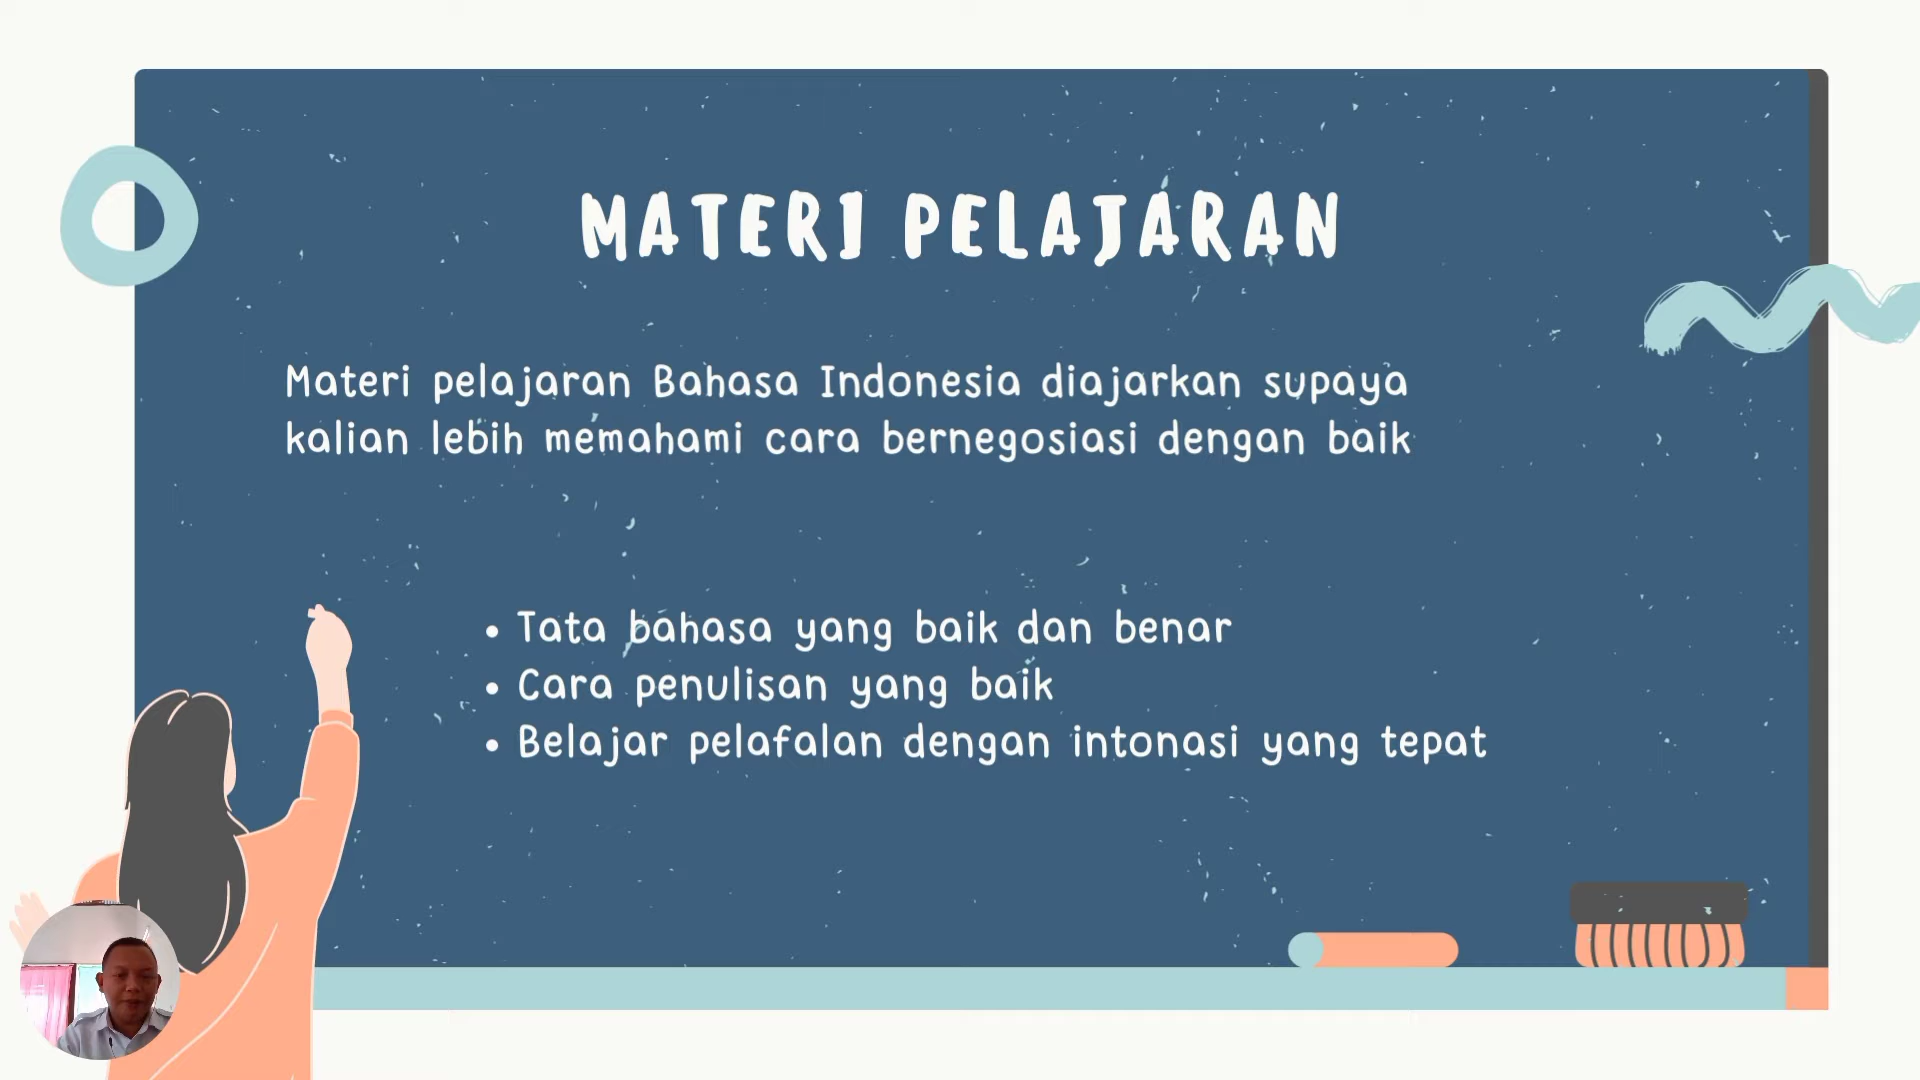 MATERI PELAJARAN
Materi pelajaran Bahasa Indonesia diajarkan supaya
kalian lebih memahami cara bernegosiasi dengan baik
• Tata bahasa yang baik dan benar
• Cara penulisan yang baik
• Belajar pelafalan dengan intonasi yang tepat